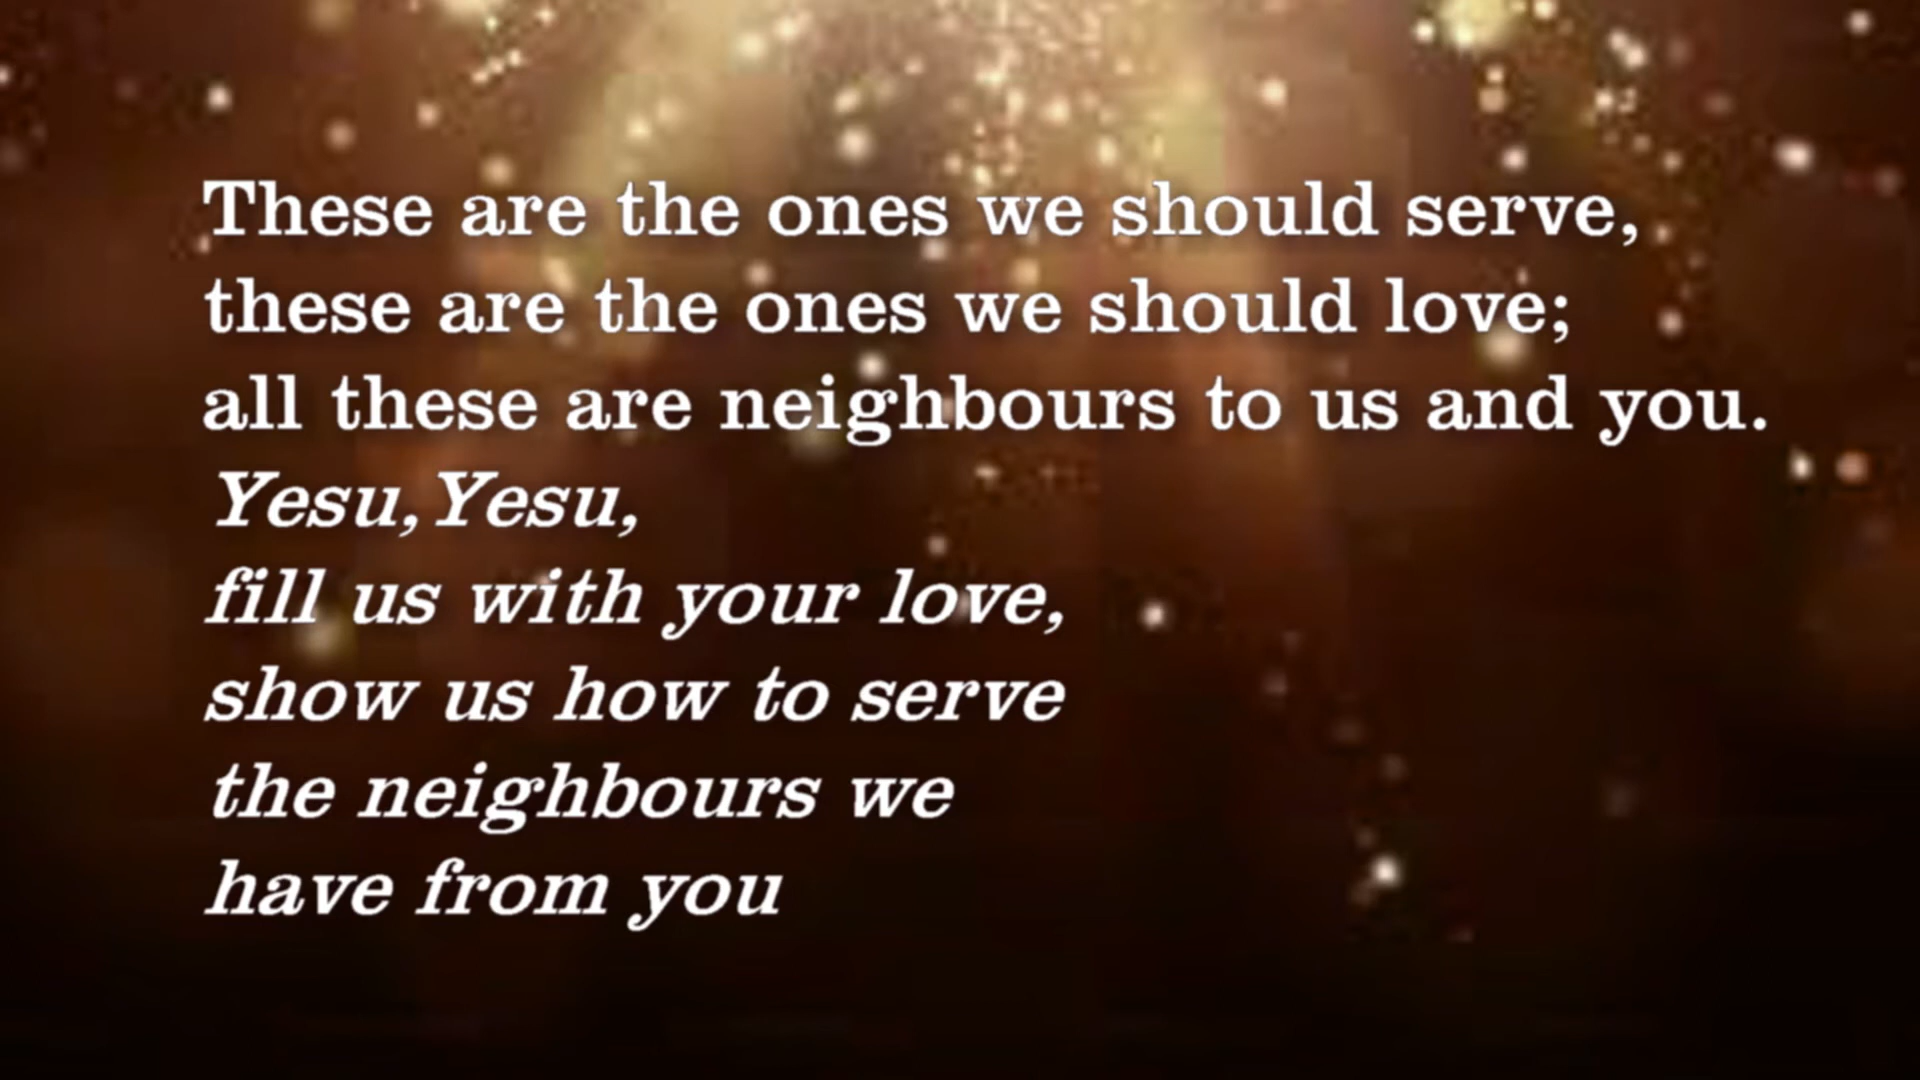 These are the ones we should serve,
these are the ones we should love;
all these are neighbours to us and you.
Yesu, Yesu,
fill us with your love,
show us how to serve
the neighbours we
have from you